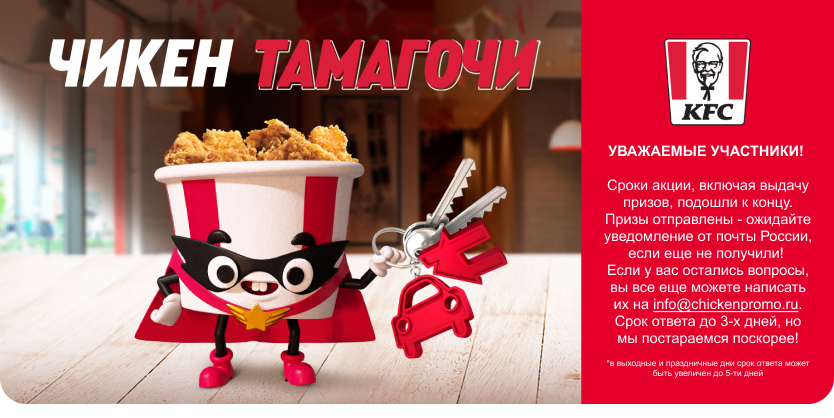 ЧИКЕН ТАМАГОЧИ
KFC
УВАЖАЕМЫЕ УЧАСТНИКИ!
Сроки акции, включая выдачу
призов, подошли к концу.
Призы отправлены - ожидайте
уведомление от почты России,
если еще не получили!
Если у вас остались вопросы,
вы все еще можете написать
их на info@chickenpromo.ru.
Срок ответа до 3-х дней, но
мы постараемся поскорее!
*в выходные и праздничные дни срок ответа может
быть увеличен до 5-ти дней